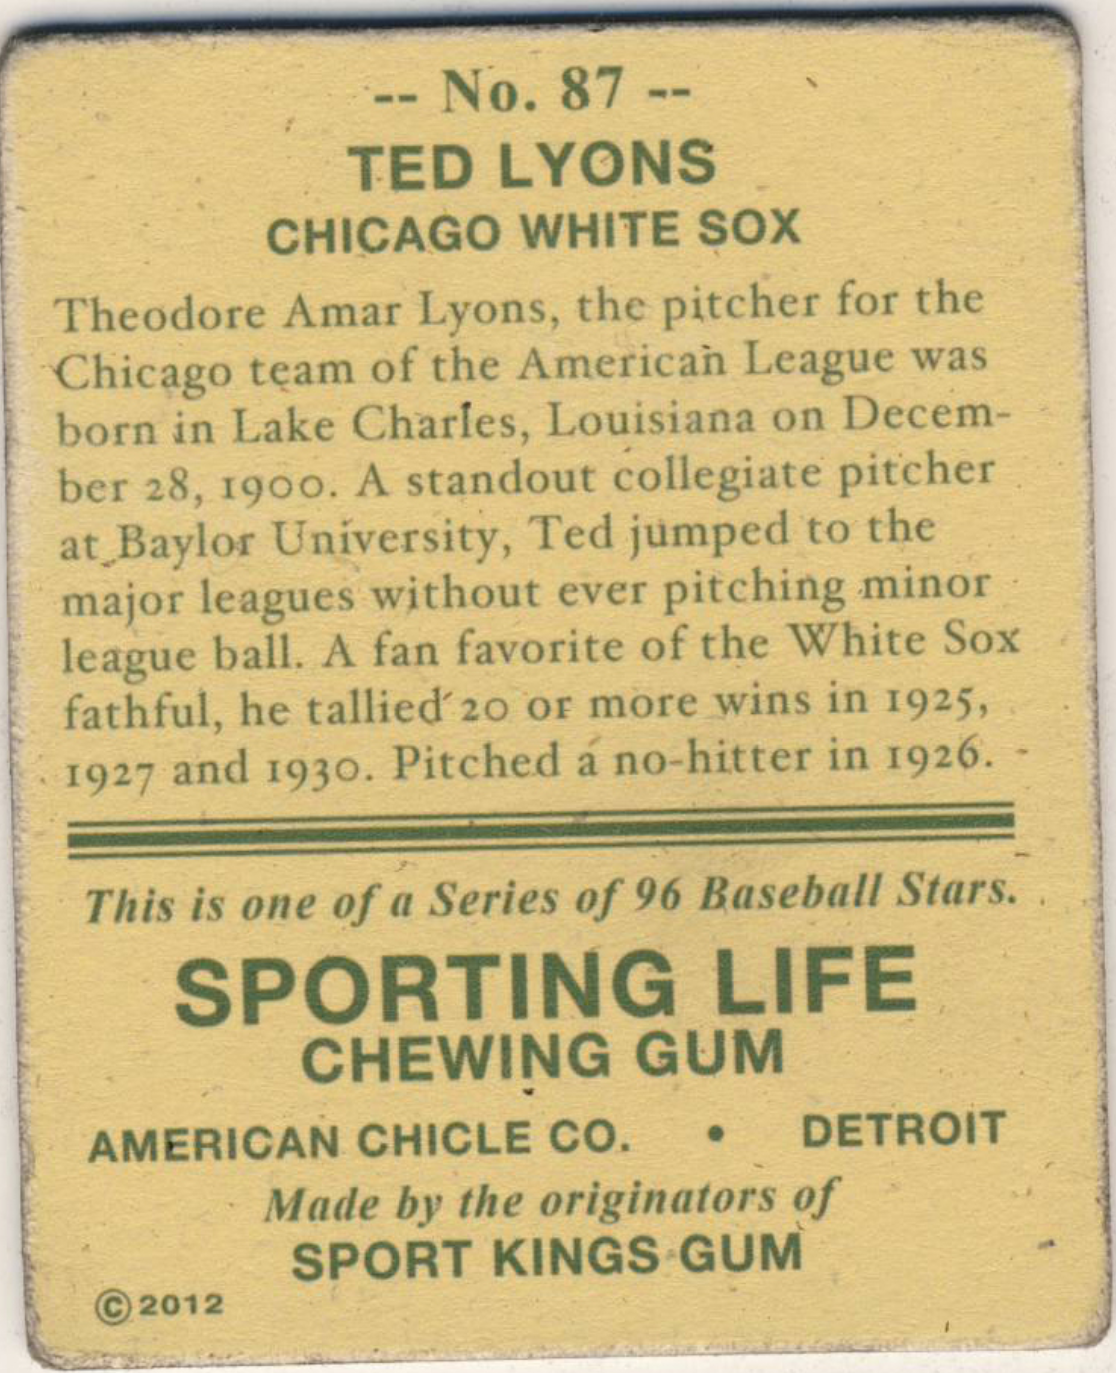 -- No. 87 --
TED LYONS
CHICAGO WHITE SOX
Theodore Amar Lyons, the pitcher for the
Chicago team of the American League was
born in Lake Charles, Louisiana on Decem-
ber 28, 1900. A standout collegiate pitcher
at Baylor University, Ted jumped to the
major leagues without ever pitching minor
league ball. A fan favorite of the White Sox
fathful, he tallied 20 or more wins in 1925,
1927 and 1930. Pitched a no-hitter in 1926.
This is one of a Series of 96 Baseball Stars.
SPORTING LIFE
CHEWING GUM
AMERICAN CHICLE CO. • DETROIT
Made by the originators of
SPORT KINGS GUM
©2012